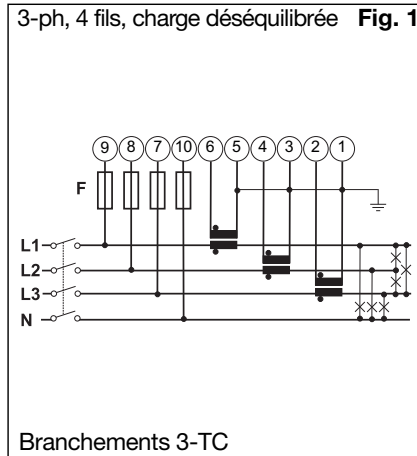 3-ph, 4 fils, charge déséquilibrée Fig. 1
9 8 7 10 6 5 4 3 2 1
F
L1
L2
L3
N
Branchements 3-TC